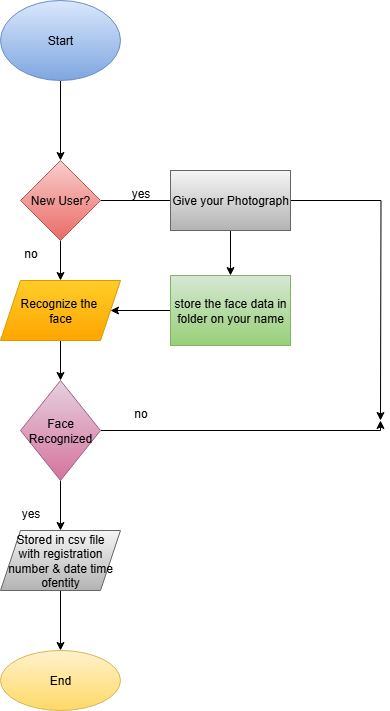 Start
New User?
yes
Give your Photograph
no
Recognize the
face
store the face data in
folder on your name
no
Face
Recognized
yes
Stored in csv file
with registration
number & date time
ofentity
End